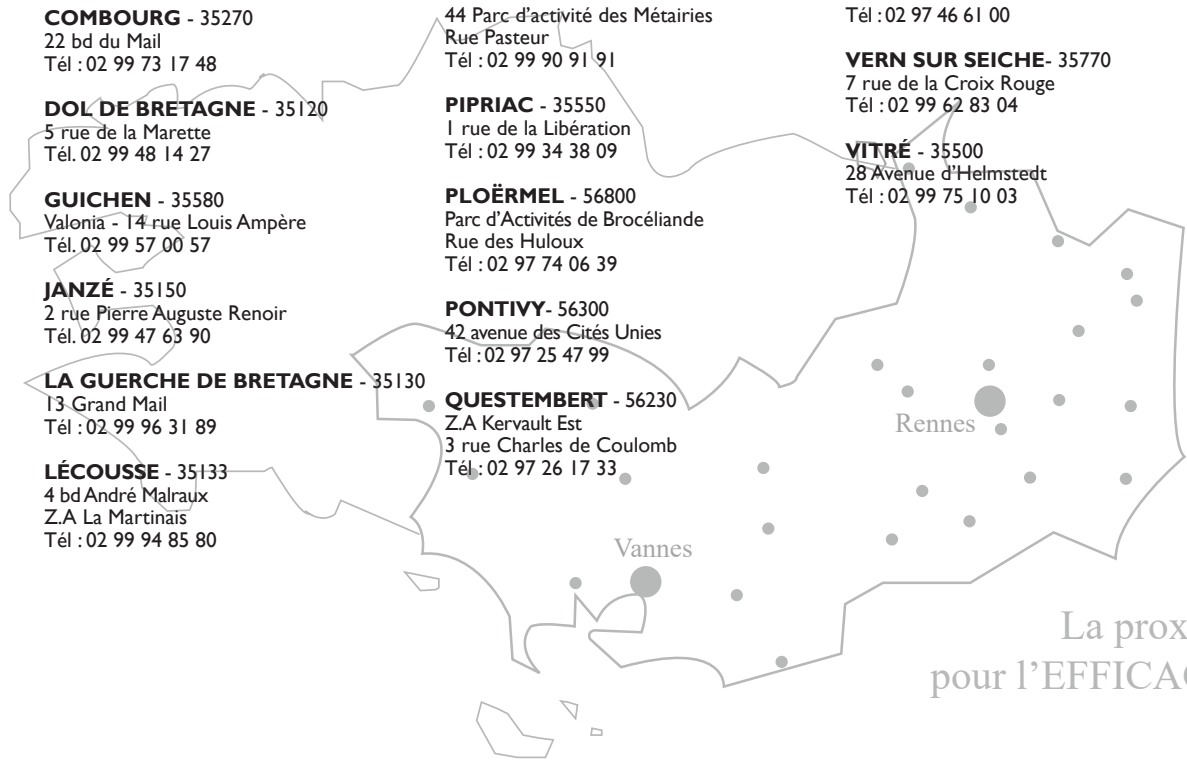 COMBOURG - 35270
22 bd du Mail
Tél : 02 99 73 17 48
DOL DE BRETAGNE - 35120
5 rue de la Marette
Tél. 02 99 48 14 27
GUICHEN - 35580
Valonia - 14 rue Louis Ampère
Tél. 02 99 57 00 57
JANZÉ - 35150
2 rue Pierre Auguste Renoir
Tél. 02 99 47 63 90
LA GUERCHE DE BRETAGNE - 35130
13 Grand Mail
Tél : 02 99 96 31 89
LÉCOUSSE - 35133
4 bd André Malraux
Z.A La Martinais
Tél : 02 99 94 85 80
44 Parc d'activité des Métairies
Rue Pasteur
Tél : 02 99 90 91 91
PIPRIAC - 35550
1 rue de la Libération
Tél : 02 99 34 38 09
PLOËRMEL - 56800
Parc d'Activités de Brocéliande
Rue des Huloux
Tél : 02 97 74 06 39
PONTIVY- 56300
42 avenue des Cités Unies
Tél : 02 97 25 47 99
QUESTEMBERT - 56230
Z.A Kervault Est
3 rue Charles de Coulomb
Tél : 02 97 26 17 33
Tél : 02 97 46 61 00
VERN SUR SEICHE- 35770
7 rue de la Croix Rouge
Tél : 02 99 62 83 04
VITRÉ - 35500
28 Avenue d'Helmstedt
Tél : 02 99 75 10 03
Rennes
Vannes
La prox
pour l'EFFICAC